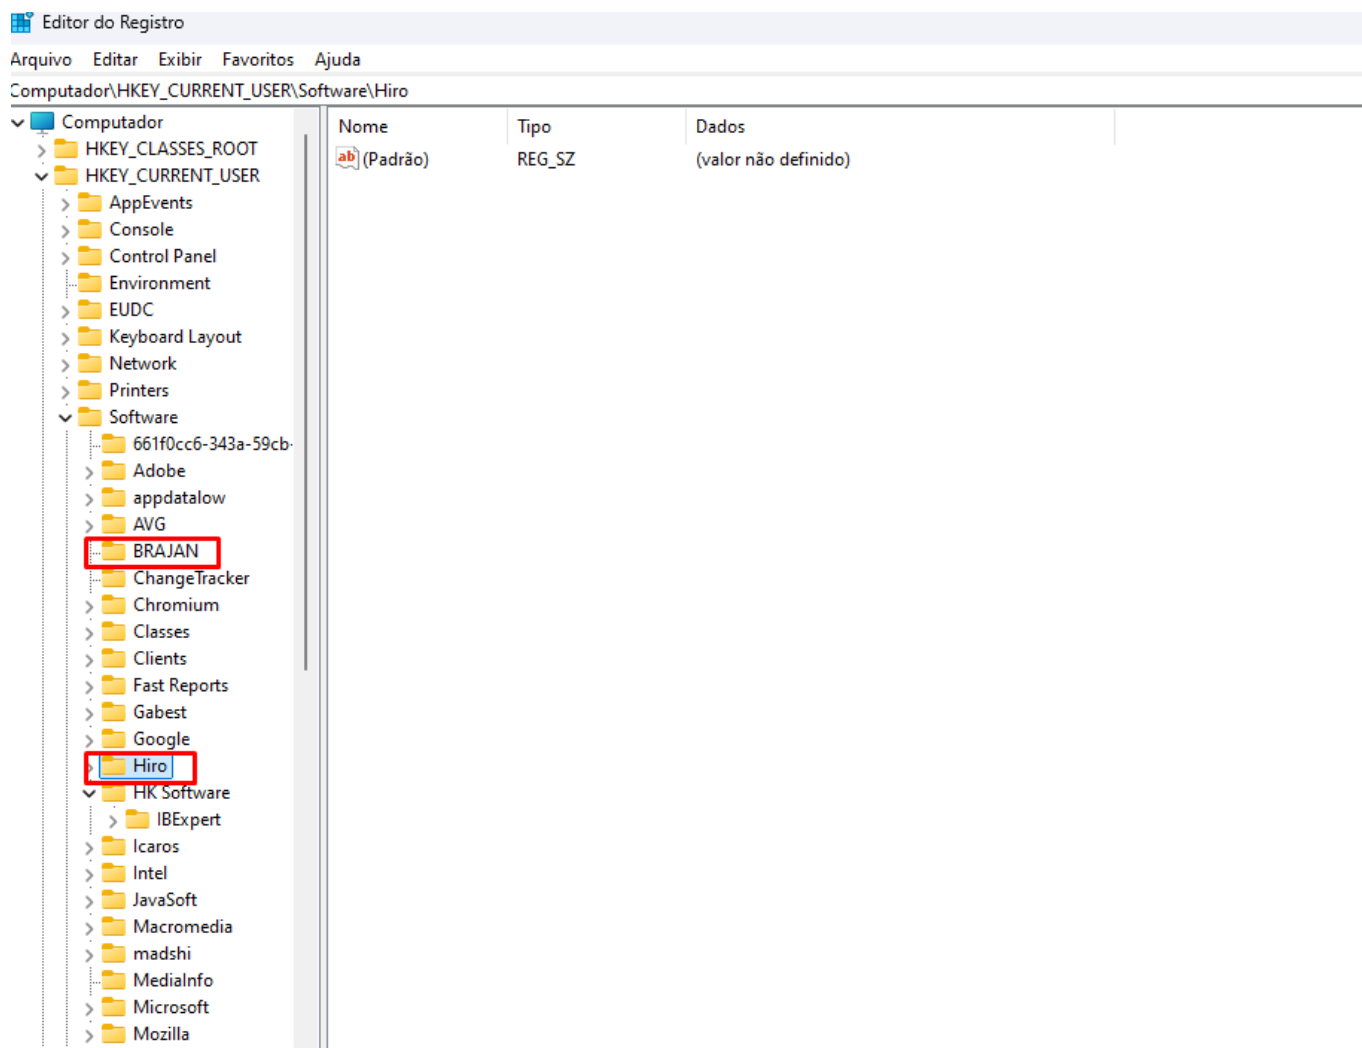 Editor do Registro
Arquivo Editar Exibir Favoritos Ajuda
Computador\HKEY_CURRENT_USER\Software\Hiro
Computador
HKEY_CLASSES_ROOT
HKEY_CURRENT_USER
AppEvents
Console
Control Panel
Environment
EUDC
Keyboard Layout
Network
Printers
Software
661f0cc6-343a-59cb-
Adobe
appdatalow
AVG
BRAJAN
ChangeTracker
Chromium
Classes
Clients
Fast Reports
Gabest
Google
Hiro
HK Software
IBExpert
Icaros
Intel
JavaSoft
Macromedia
madshi
MediaInfo
Microsoft
Mozilla
Nome Tipo Dados
ab (Padrão) REG_SZ (valor não definido)